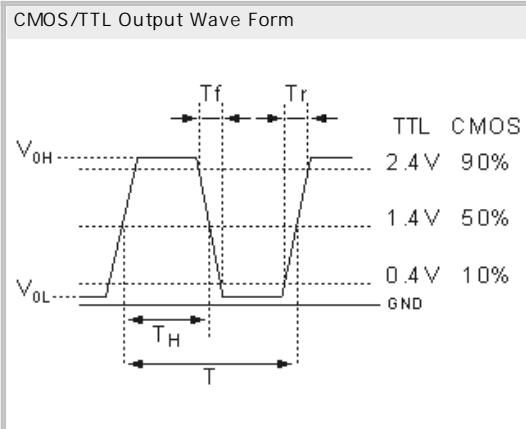 CMOS/TTL Output Wave Form
Tf Tr
TTL CMOS
V0H 2.4V 90%
1.4V 50%
0.4V 10%
V0L GND
TH
T